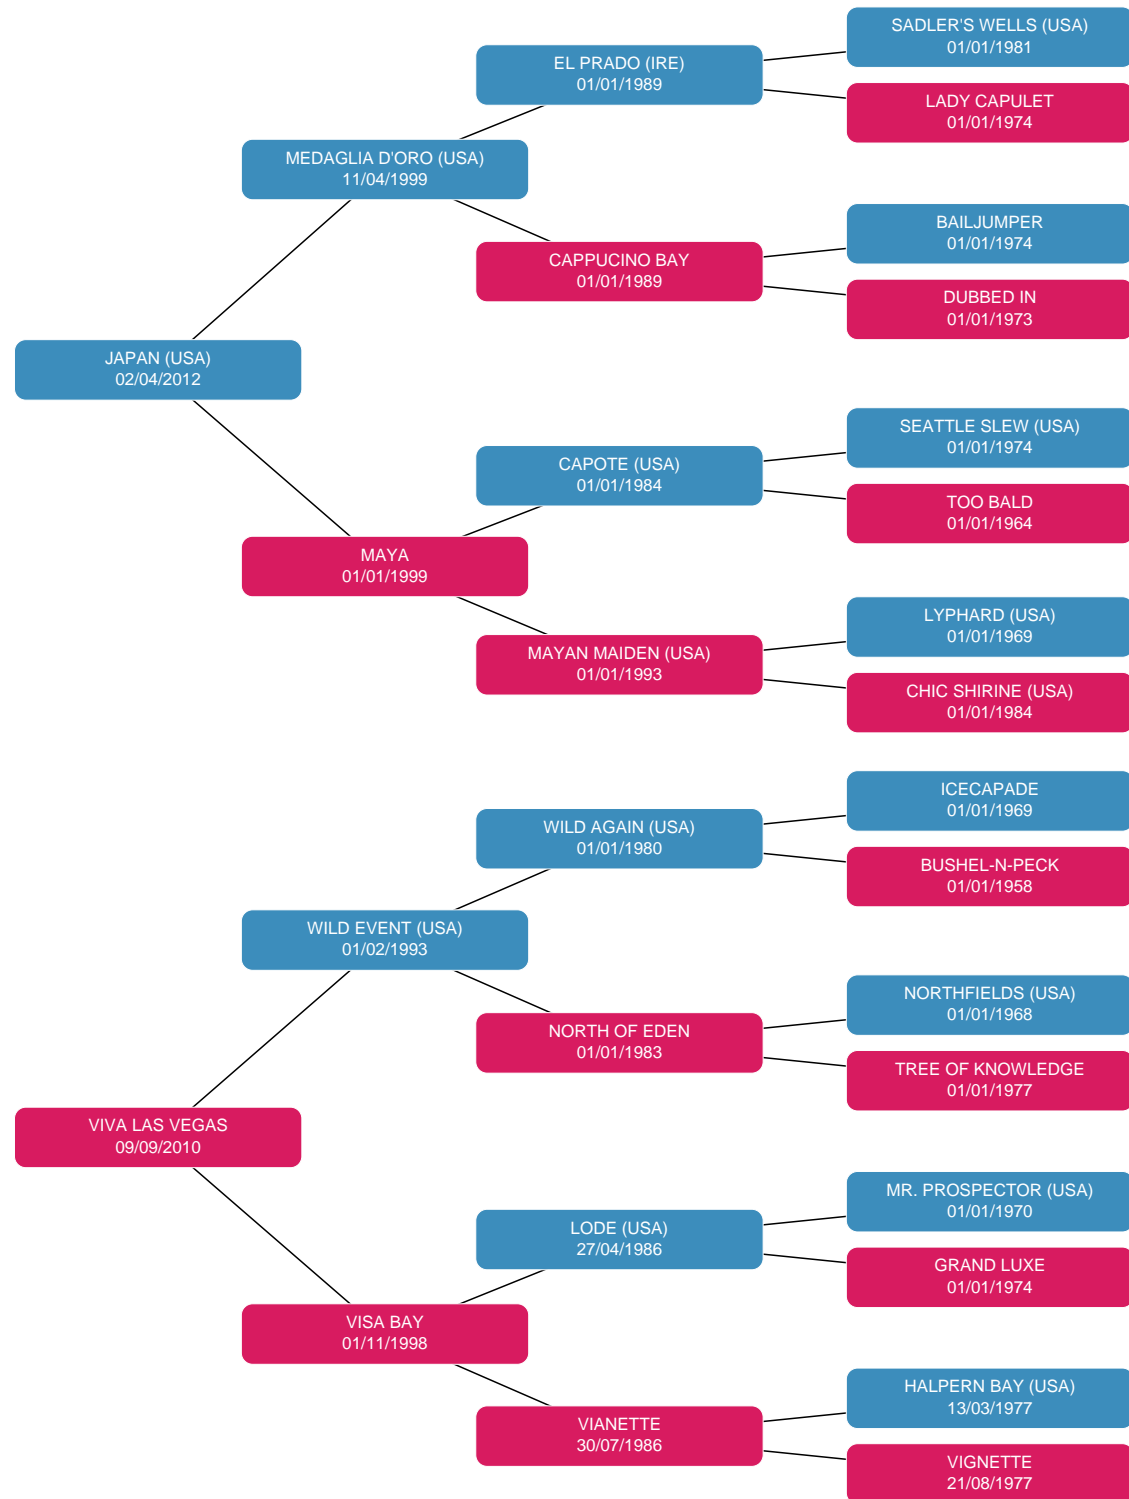 SADLER'S WELLS (USA)
01/01/1981
EL PRADO (IRE)
01/01/1989
LADY CAPULET
01/01/1974
MEDAGLIA D'ORO (USA)
11/04/1999
BAILJUMPER
01/01/1974
CAPPUCINO BAY
01/01/1989
DUBBED IN
01/01/1973
JAPAN (USA)
02/04/2012
SEATTLE SLEW (USA)
01/01/1974
CAPOTE (USA)
01/01/1984
TOO BALD
01/01/1964
MAYA
01/01/1999
LYPHARD (USA)
01/01/1969
MAYAN MAIDEN (USA)
01/01/1993
CHIC SHIRINE (USA)
01/01/1984
ICECAPADE
01/01/1969
WILD AGAIN (USA)
01/01/1980
BUSHEL-N-PECK
01/01/1958
WILD EVENT (USA)
01/02/1993
NORTHFIELDS (USA)
01/01/1968
NORTH OF EDEN
01/01/1983
TREE OF KNOWLEDGE
01/01/1977
VIVA LAS VEGAS
09/09/2010
MR. PROSPECTOR (USA)
01/01/1970
LODE (USA)
27/04/1986
GRAND LUXE
01/01/1974
VISA BAY
01/11/1998
HALPERN BAY (USA)
13/03/1977
VIANETTE
30/07/1986
VIGNETTE
21/08/1977